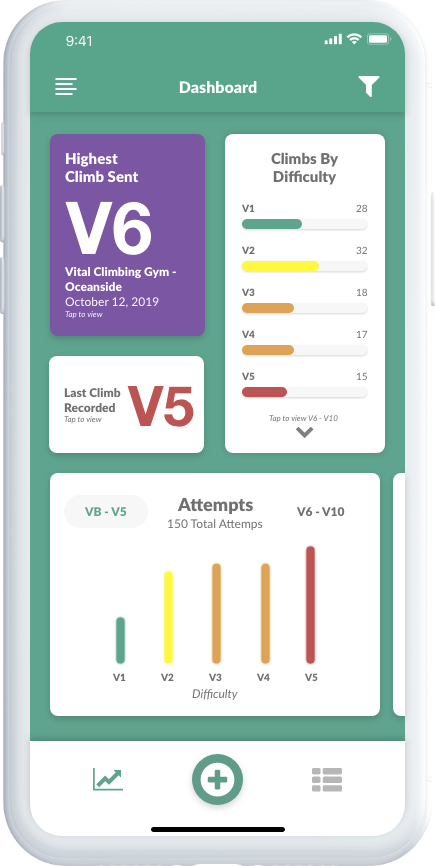 9:41
Dashboard
Highest
Climb Sent
V6
Vital Climbing Gym -
Oceanside
October 12, 2019
Tap to view
Last Climb
Recorded
Tap to view
V5
Climbs By
Difficulty
V1 28
V2 32
V3 18
V4 17
V5 15
Tap to view V6 - V10
VB - V5
Attempts
150 Total Attemps
V6 - V10
V1 V2 V3 V4 V5
Difficulty